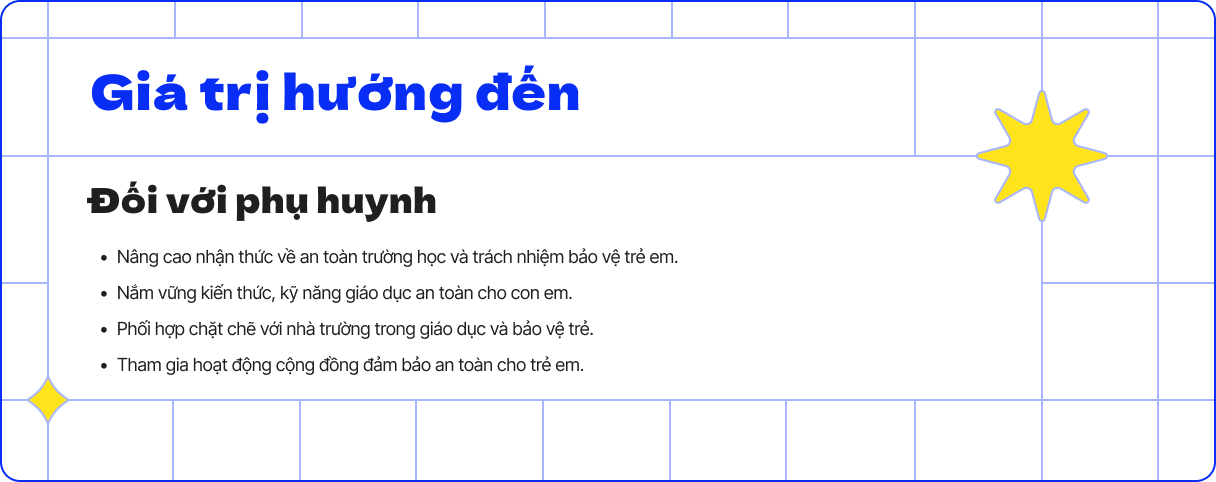 Giá trị hướng đến
Đối với phụ huynh
• Nâng cao nhận thức về an toàn trường học và trách nhiệm bảo vệ trẻ em.
• Nắm vững kiến thức, kỹ năng giáo dục an toàn cho con em.
• Phối hợp chặt chẽ với nhà trường trong giáo dục và bảo vệ trẻ.
• Tham gia hoạt động cộng đồng đảm bảo an toàn cho trẻ em.